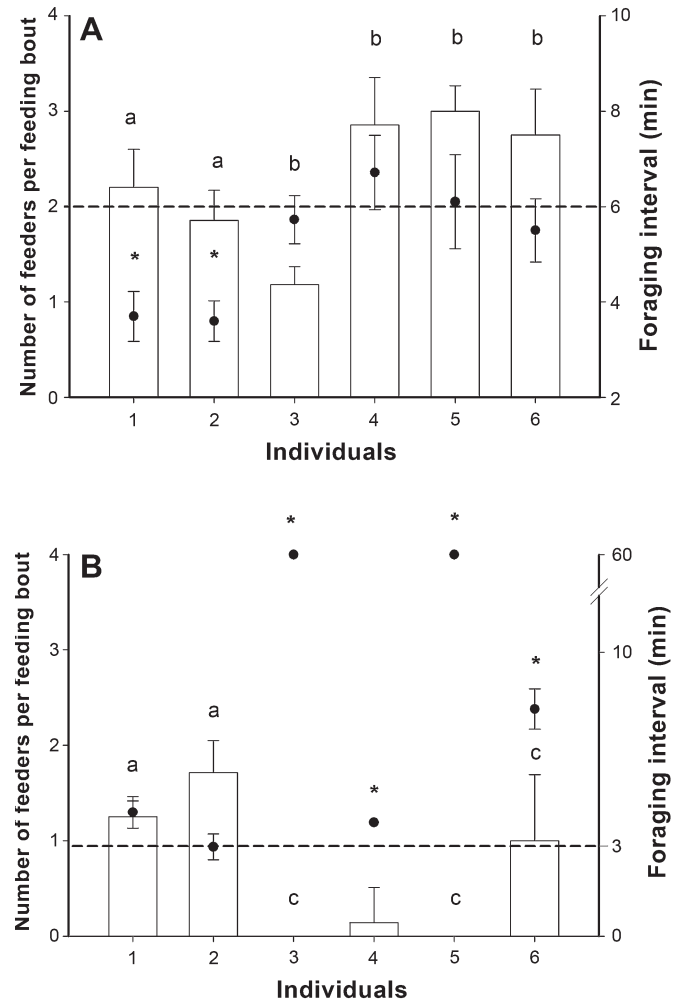 A
Number of feeders per feeding bout
Foraging interval (min)
4
3
2
1
0
10
8
6
4
2
a
a
b
b
b
b
*
*
1 2 3 4 5 6
Individuals
B
Number of feeders per feeding bout
Foraging interval (min)
4
3
2
1
0
60
10
3
0
*
*
*
*
a
a
c
c
c
1 2 3 4 5 6
Individuals